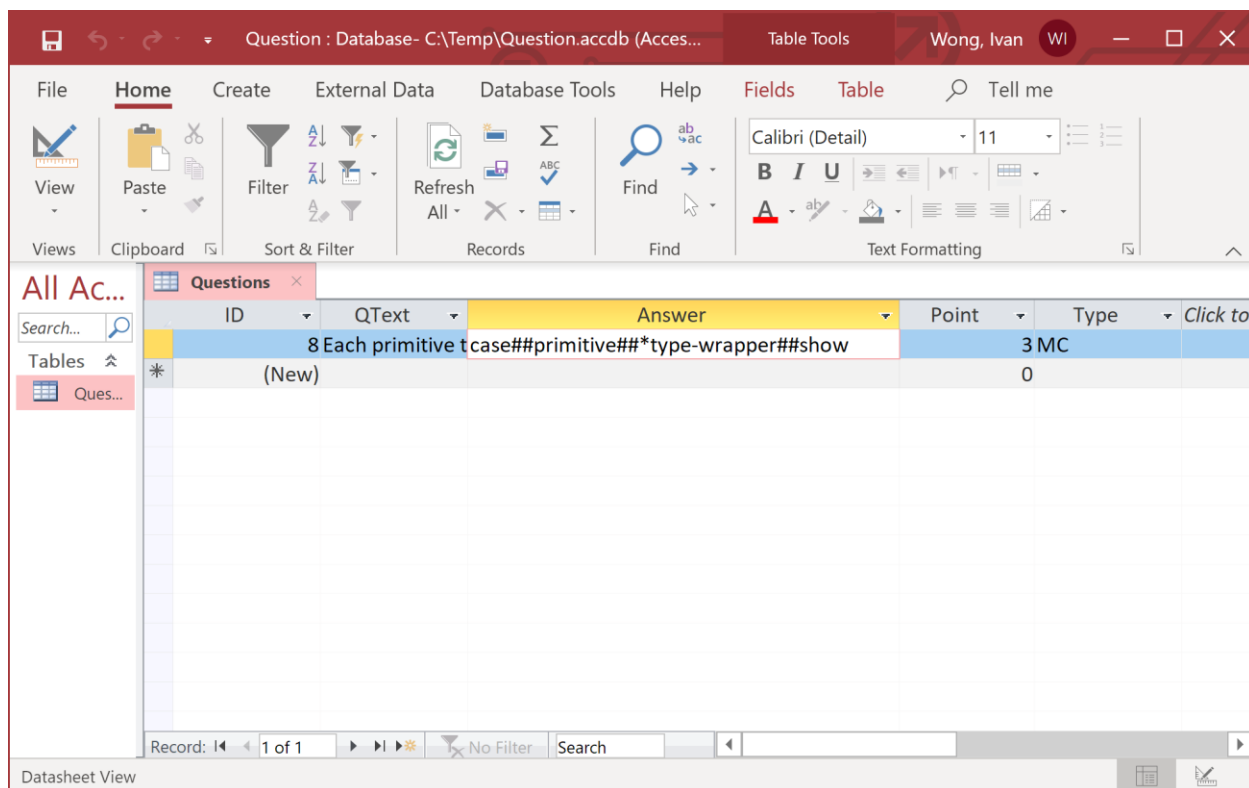 Question : Database- C:\Temp\Question.accdb (Acces... Table Tools Wong, Ivan WI
File Home Create External Data Database Tools Help Fields Table Tell me
View Paste Filter Refresh All Find
Calibri (Detail) 11
B I U
Views Clipboard Sort & Filter Records Find Text Formatting
All Ac...
Search...
Tables
Ques...
Questions
ID QText Answer Point Type Click to
8 Each primitive t case##primitive##*type-wrapper##show 3 MC
(New) 0
Record: 1 of 1 No Filter Search
Datasheet View